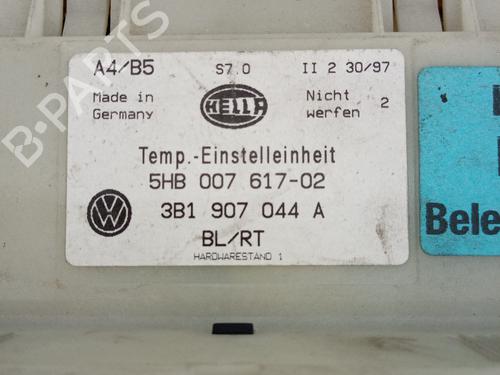 A4/B5 S7.0 II 2 30/97
Made in Germany
HELLA
Nicht werfen 2
Temp.-Einstelleinheit
5HB 007 617-02
VW
3B1 907 044 A
BL/RT
HARDWARESTAND 1
B-PARTS